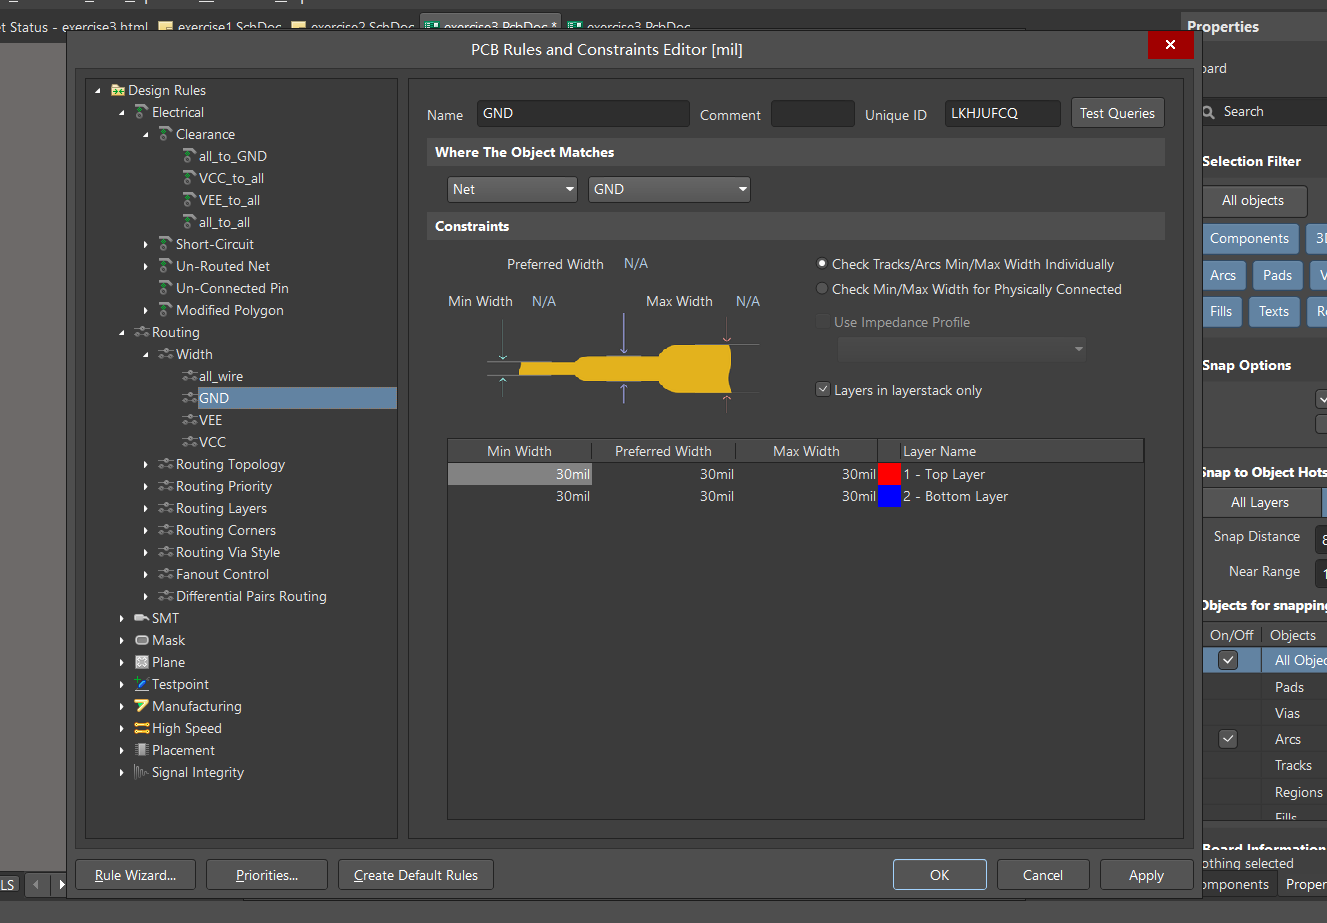 et Status - exercise3.html exercise1.SchDoc exercise2.SchDoc exercise3.PcbDoc * exercise3.PcbDoc
Properties
PCB Rules and Constraints Editor [mil]
oard
Search
Selection Filter
All objects
Components 3D
Arcs Pads V
Fills Texts Re
Snap Options
Snap to Object Hots
All Layers
Snap Distance 8
Near Range 1
Objects for snapping
On/Off Objects
All Objec
Pads
Vias
Arcs
Tracks
Regions
Fills
Board Information
othing selected
omponents Proper
Design Rules
Electrical
Clearance
all_to_GND
VCC_to_all
VEE_to_all
all_to_all
Short-Circuit
Un-Routed Net
Un-Connected Pin
Modified Polygon
Routing
Width
all_wire
GND
VEE
VCC
Routing Topology
Routing Priority
Routing Layers
Routing Corners
Routing Via Style
Fanout Control
Differential Pairs Routing
SMT
Mask
Plane
Testpoint
Manufacturing
High Speed
Placement
Signal Integrity
Name GND Comment Unique ID LKHJUFCQ Test Queries
Where The Object Matches
Net GND
Constraints
Preferred Width N/A
Min Width N/A Max Width N/A
Check Tracks/Arcs Min/Max Width Individually
Check Min/Max Width for Physically Connected
Use Impedance Profile
Layers in layerstack only
Min Width Preferred Width Max Width Layer Name
30mil 30mil 30mil 1 - Top Layer
30mil 30mil 30mil 2 - Bottom Layer
LS
Rule Wizard... Priorities... Create Default Rules OK Cancel Apply